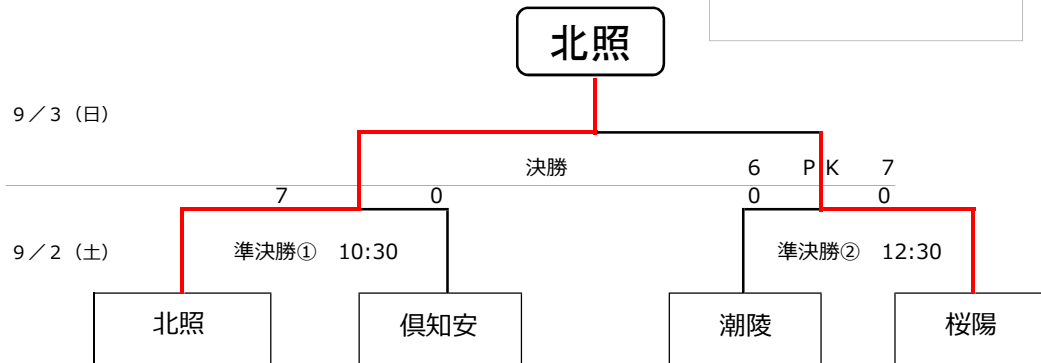 北照
9／3（日）
決勝 6 PK 7
7 0 0 0
9／2（土） 準決勝① 10:30 準決勝② 12:30
北照 倶知安 潮陵 桜陽